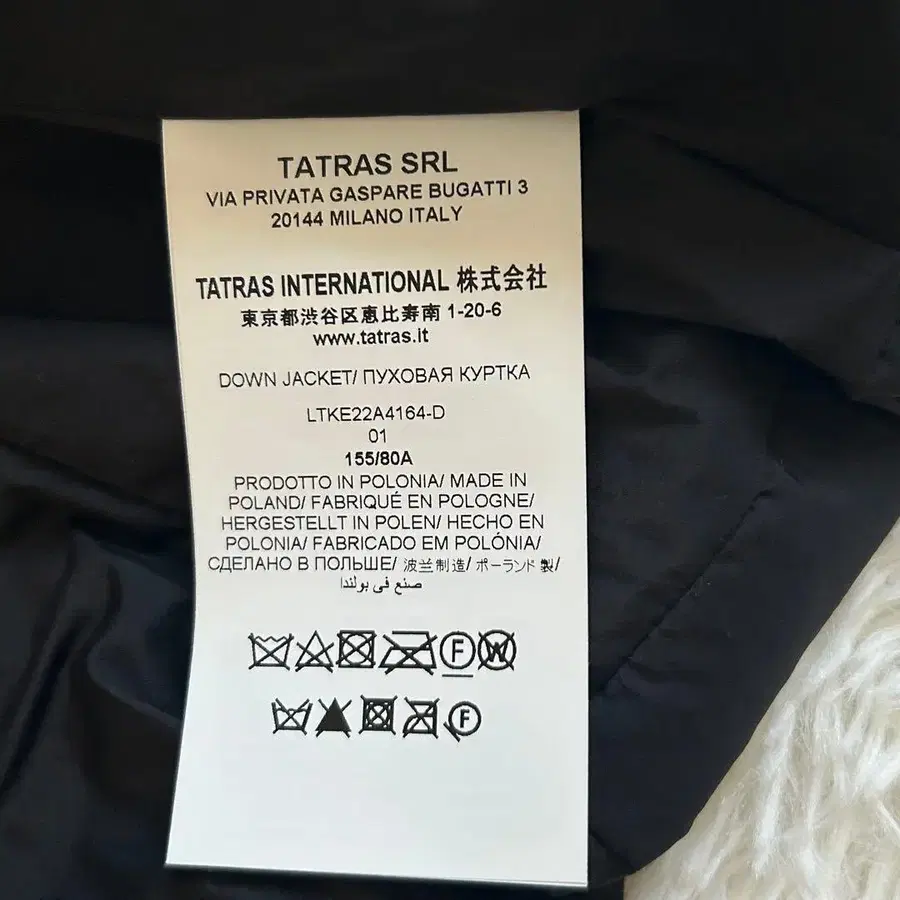 TATRAS SRL
VIA PRIVATA GASPARE BUGATTI 3
20144 MILANO ITALY
TATRAS INTERNATIONAL 株式会社
東京都渋谷区恵比寿南 1-20-6
www.tatras.it
DOWN JACKET/ ПУХОВАЯ КУРТКА
LTKE22A4164-D
01
155/80A
PRODOTTO IN POLONIA/ MADE IN
POLAND/ FABRIQUÉ EN POLOGNE/
HERGESTELLT IN POLEN/ HECHO EN
POLONIA/ FABRICADO EM POLÓNIA/
СДЕЛАНО В ПОЛЬШЕ/ 波兰制造/ ポーランド 製/
صنع في بولندا
F W
F